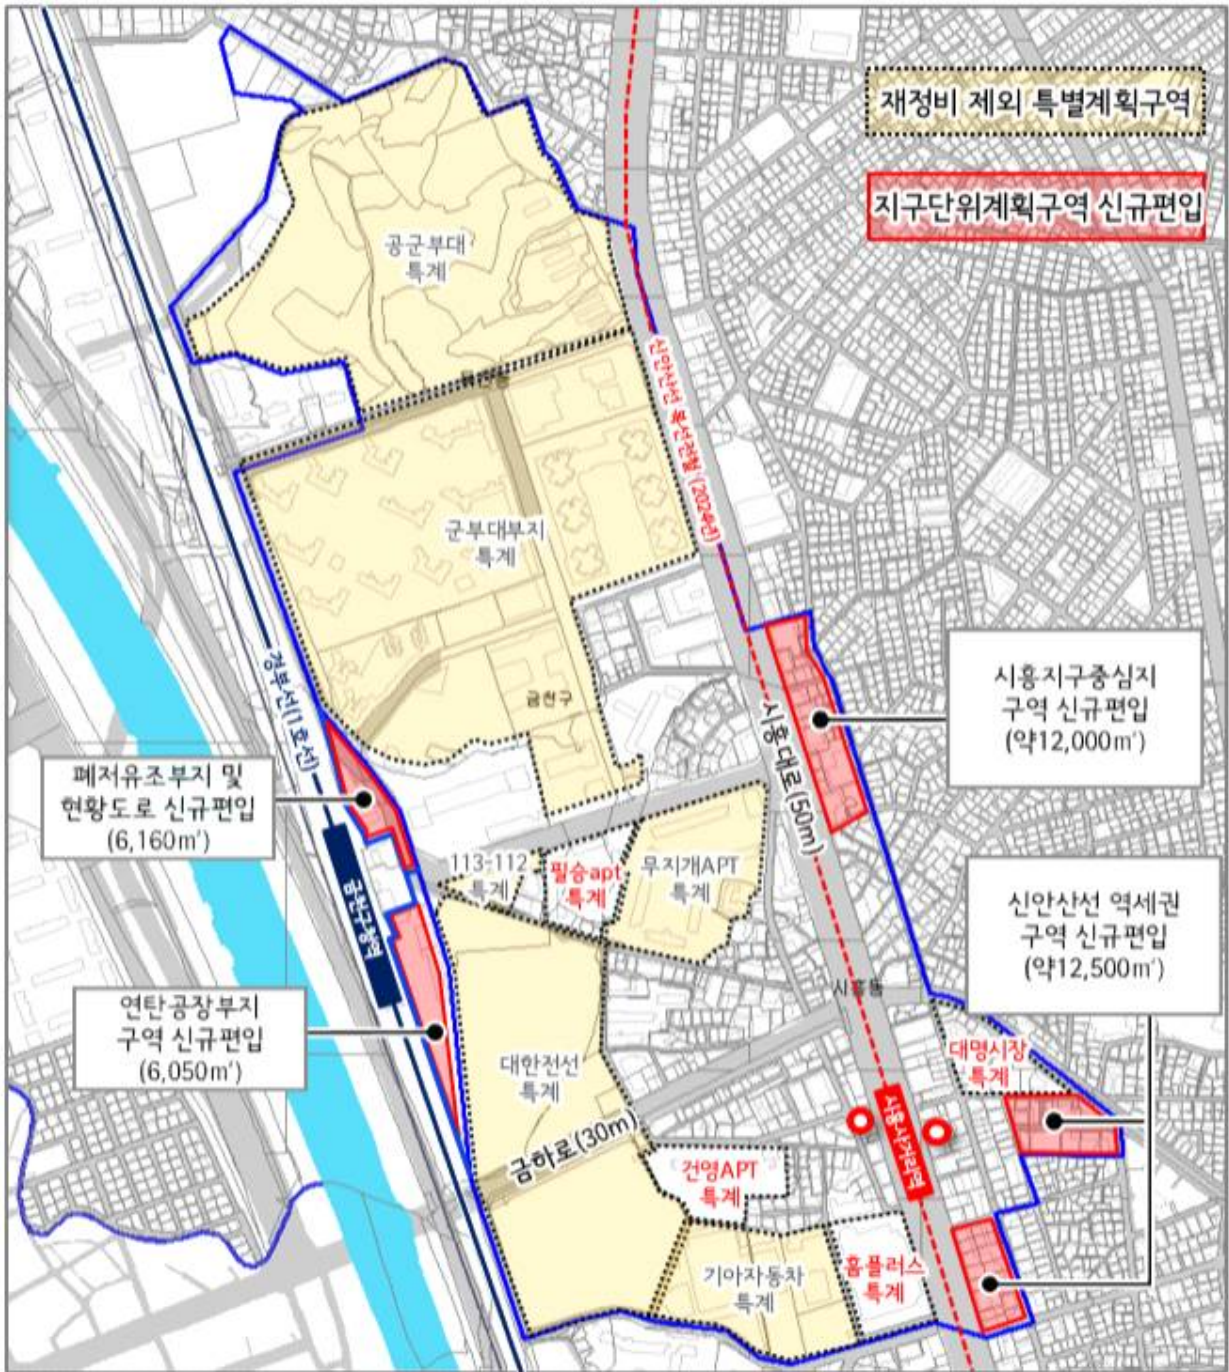 재정비 제외 특별계획구역
지구단위계획구역 신규편입
공군부대
특계
신안산선 복선전철 (2024년)
군부대부지
특계
금천구
경부선(1호선)
시흥대로(50m)
시흥지구중심지
구역 신규편입
(약12,000㎡)
폐저유조부지 및
현황도로 신규편입
(6,160㎡)
금천구청역
113-112
특계
필승apt
특계
무지개APT
특계
신안산선 역세권
구역 신규편입
(약12,500㎡)
시흥동
연탄공장부지
구역 신규편입
(6,050㎡)
대한전선
특계
대명시장
특계
시흥사거리역
금하로(30m)
건영APT
특계
기아자동차
특계
홈플러스
특계